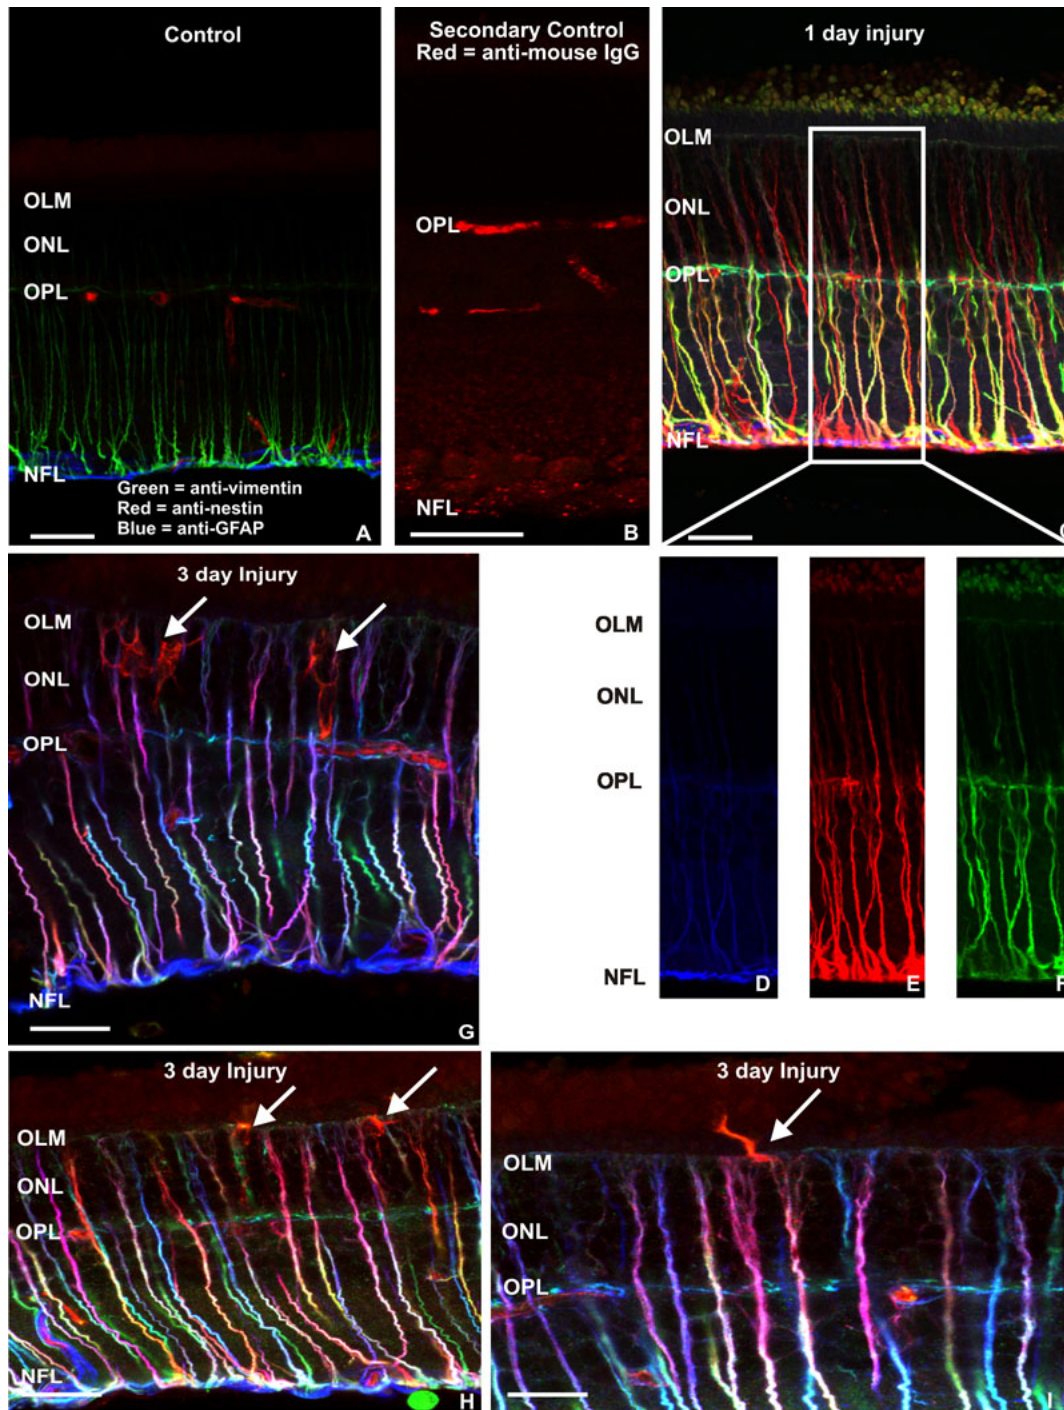 Control
OLM
ONL
OPL
NFL
Green = anti-vimentin
Red = anti-nestin
Blue = anti-GFAP
A
Secondary Control
Red = anti-mouse IgG
OPL
NFL
B
1 day injury
OLM
ONL
OPL
NFL
3 day Injury
OLM
ONL
OPL
NFL
G
OLM
ONL
OPL
NFL
D
E
F
3 day Injury
OLM
ONL
OPL
NFL
H
3 day Injury
OLM
ONL
OPL
I